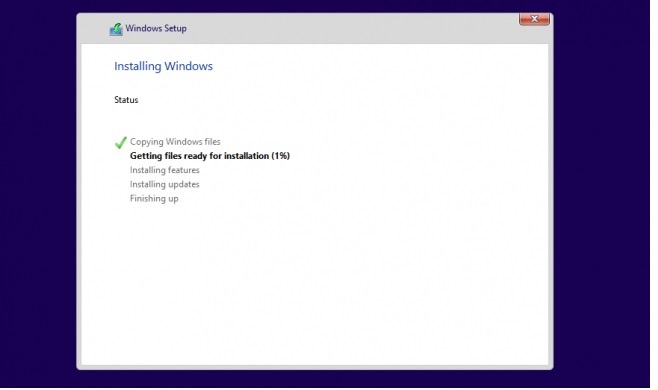 Windows Setup
Installing Windows
Status
Copying Windows files
Getting files ready for installation (1%)
Installing features
Installing updates
Finishing up